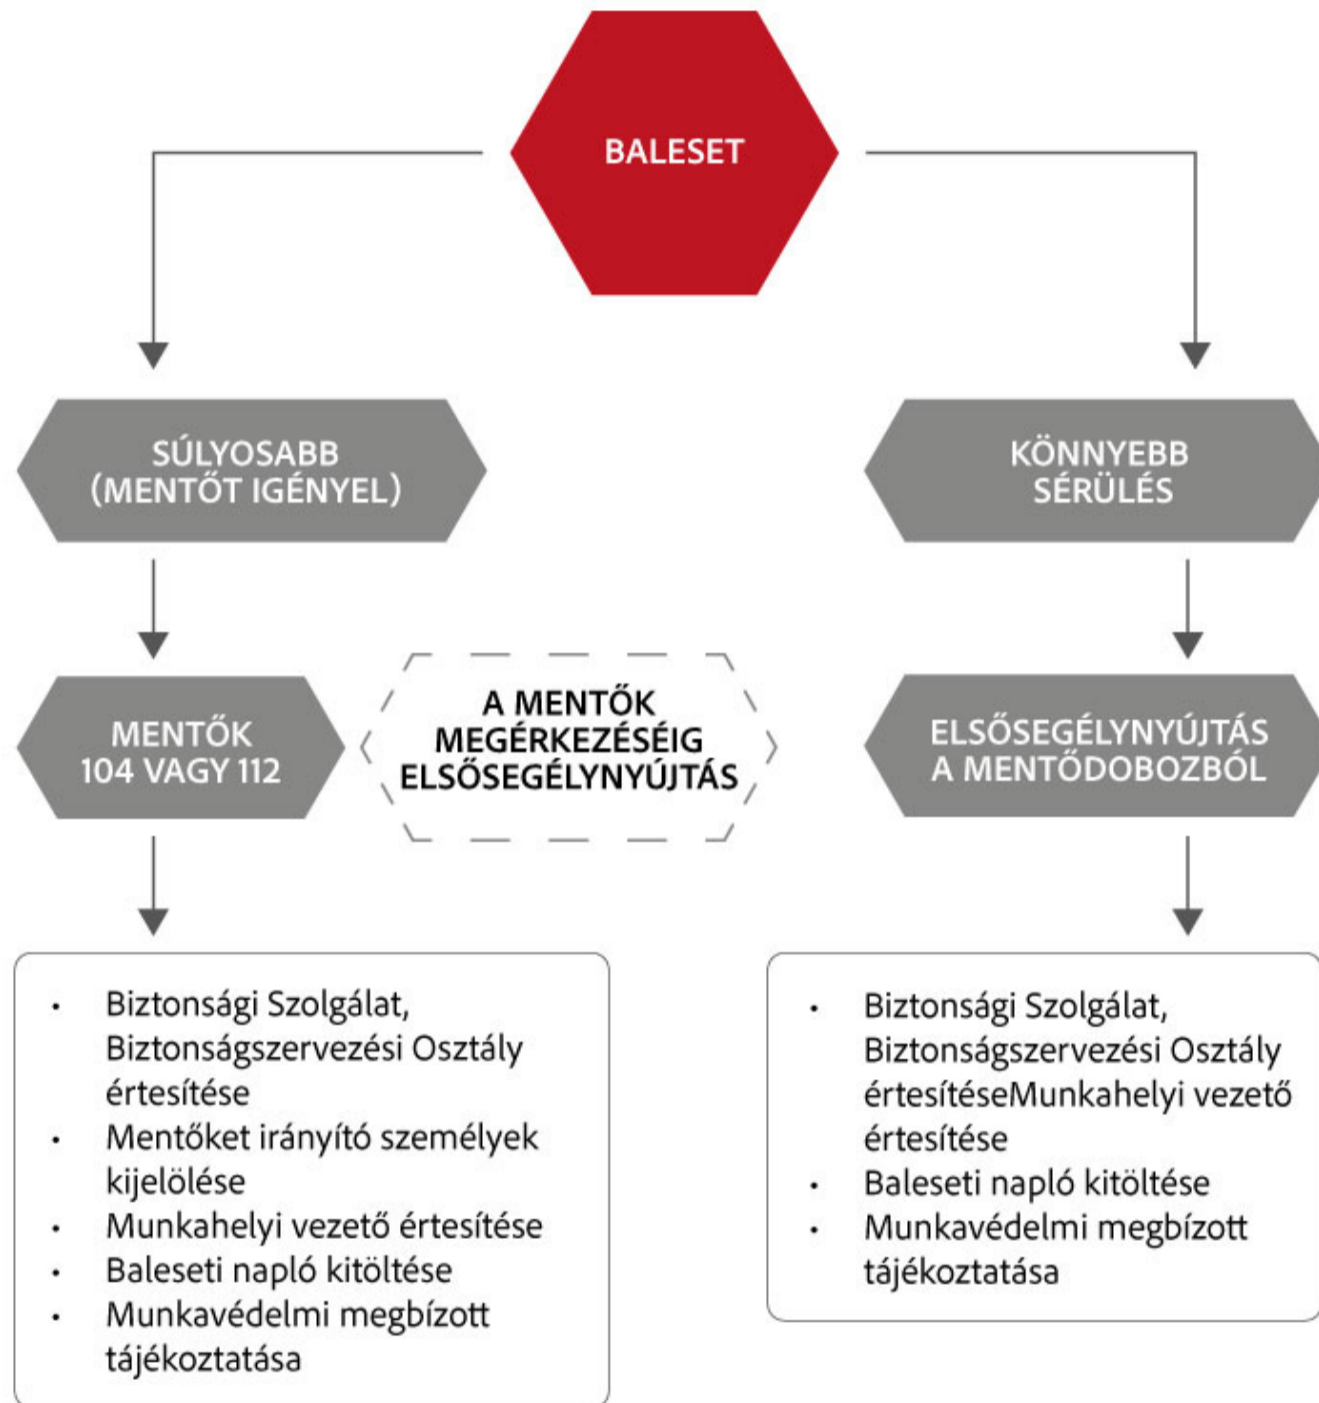 BALESET
SÚLYOSABB
(MENTŐT IGÉNYEL)
MENTŐK
104 VAGY 112
A MENTŐK
MEGÉRKEZÉSÉIG
ELSŐSEGÉLYNYÚJTÁS
• Biztonsági Szolgálat,
Biztonságszervezési Osztály
értesítése
• Mentőket irányító személyek
kijelölése
• Munkahelyi vezető értesítése
• Baleseti napló kitöltése
• Munkavédelmi megbízott
tájékoztatása
KÖNNYEBB
SÉRÜLÉS
ELSŐSEGÉLYNYÚJTÁS
A MENTŐDOBOZBÓL
• Biztonsági Szolgálat,
Biztonságszervezési Osztály
értesítéseMunkahelyi vezető
értesítése
• Baleseti napló kitöltése
• Munkavédelmi megbízott
tájékoztatása